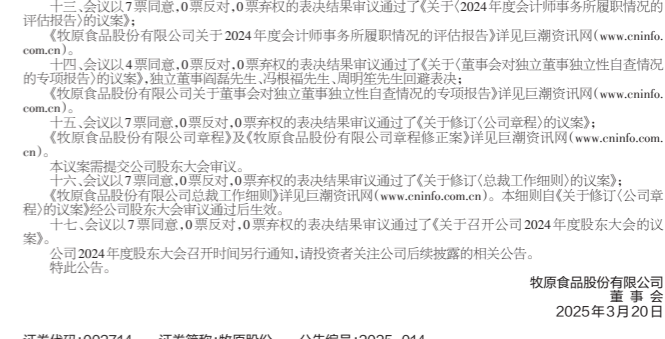 十三、会议以7票同意，0票反对，0票弃权的表决结果审议通过了《关于〈2024年度会计师事务所履职情况的
评估报告〉的议案》；
《牧原食品股份有限公司关于2024年度会计师事务所履职情况的评估报告》详见巨潮资讯网（www.cninfo.
com.cn）。
十四、会议以4票同意，0票反对，0票弃权的表决结果审议通过了《关于〈董事会对独立董事独立性自查情况
的专项报告〉的议案》，独立董事阎磊先生、冯根福先生、周明笙先生回避表决；
《牧原食品股份有限公司关于董事会对独立董事独立性自查情况的专项报告》详见巨潮资讯网（www.cninfo.
com.cn）。
十五、会议以7票同意，0票反对，0票弃权的表决结果审议通过了《关于修订〈公司章程〉的议案》；
《牧原食品股份有限公司章程》及《牧原食品股份有限公司章程修正案》详见巨潮资讯网（www.cninfo.com.
cn）。
本议案需提交公司股东大会审议。
十六、会议以7票同意，0票反对，0票弃权的表决结果审议通过了《关于修订〈总裁工作细则〉的议案》；
《牧原食品股份有限公司总裁工作细则》详见巨潮资讯网（www.cninfo.com.cn）。本细则自《关于修订〈公司章
程〉的议案》经公司股东大会审议通过后生效。
十七、会议以7票同意，0票反对，0票弃权的表决结果审议通过了《关于召开公司2024年度股东大会的议
案》。
公司2024年度股东大会召开时间另行通知，请投资者关注公司后续披露的相关公告。
特此公告。
牧原食品股份有限公司
董 事 会
2025年3月20日
证券代码：002714 证券简称：牧原股份 公告编号：2025-014